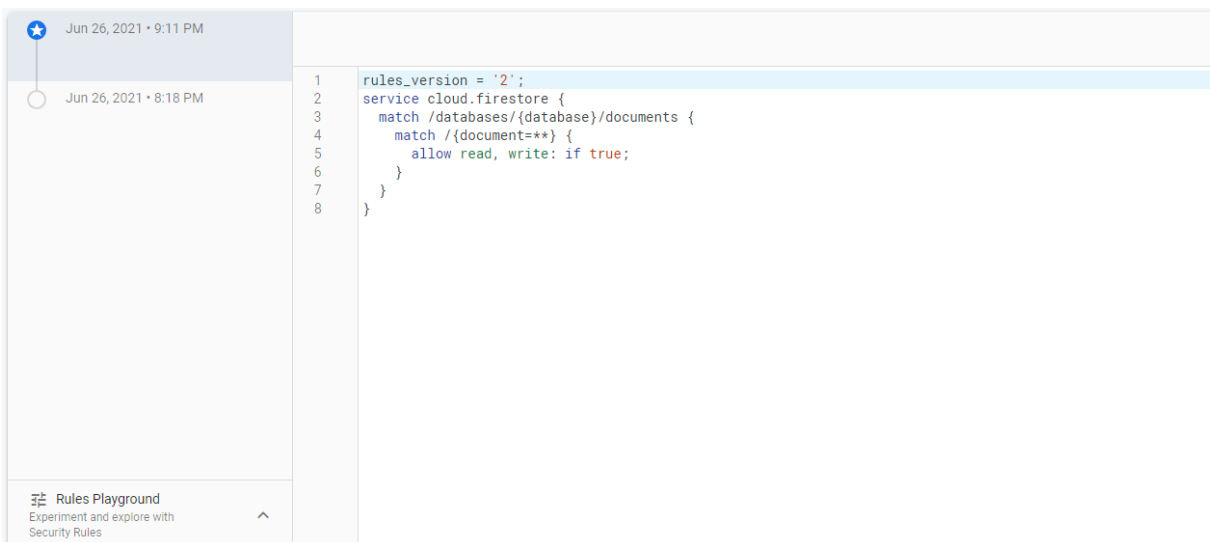 Jun 26, 2021 • 9:11 PM
Jun 26, 2021 • 8:18 PM
1 rules_version = '2';
2 service cloud.firestore {
3   match /databases/{database}/documents {
4     match /{document=**} {
5       allow read, write: if true;
6     }
7   }
8 }
Rules Playground
Experiment and explore with
Security Rules